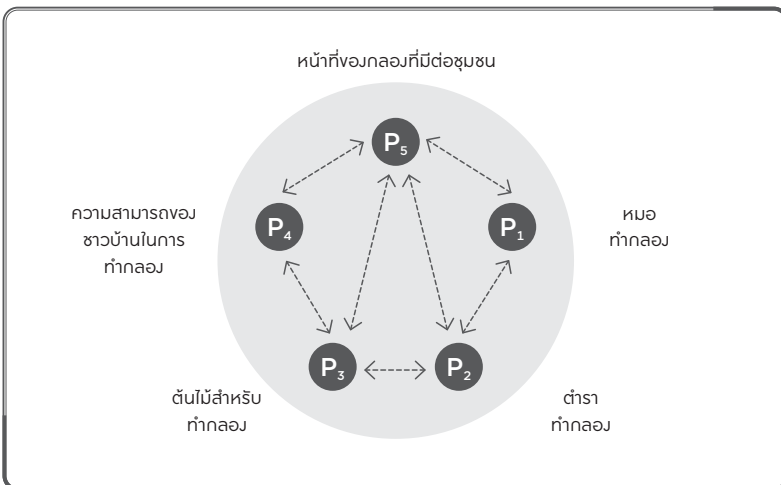 หน้าที่ของกลองที่มีต่อชุมชน
P₅
ความสามารถของ
ชาวบ้านในการ
ทำกลอง
P₄
P₁
หมอ
ทำกลอง
P₃
P₂
ต้นไม้สำหรับ
ทำกลอง
ตำรา
ทำกลอง